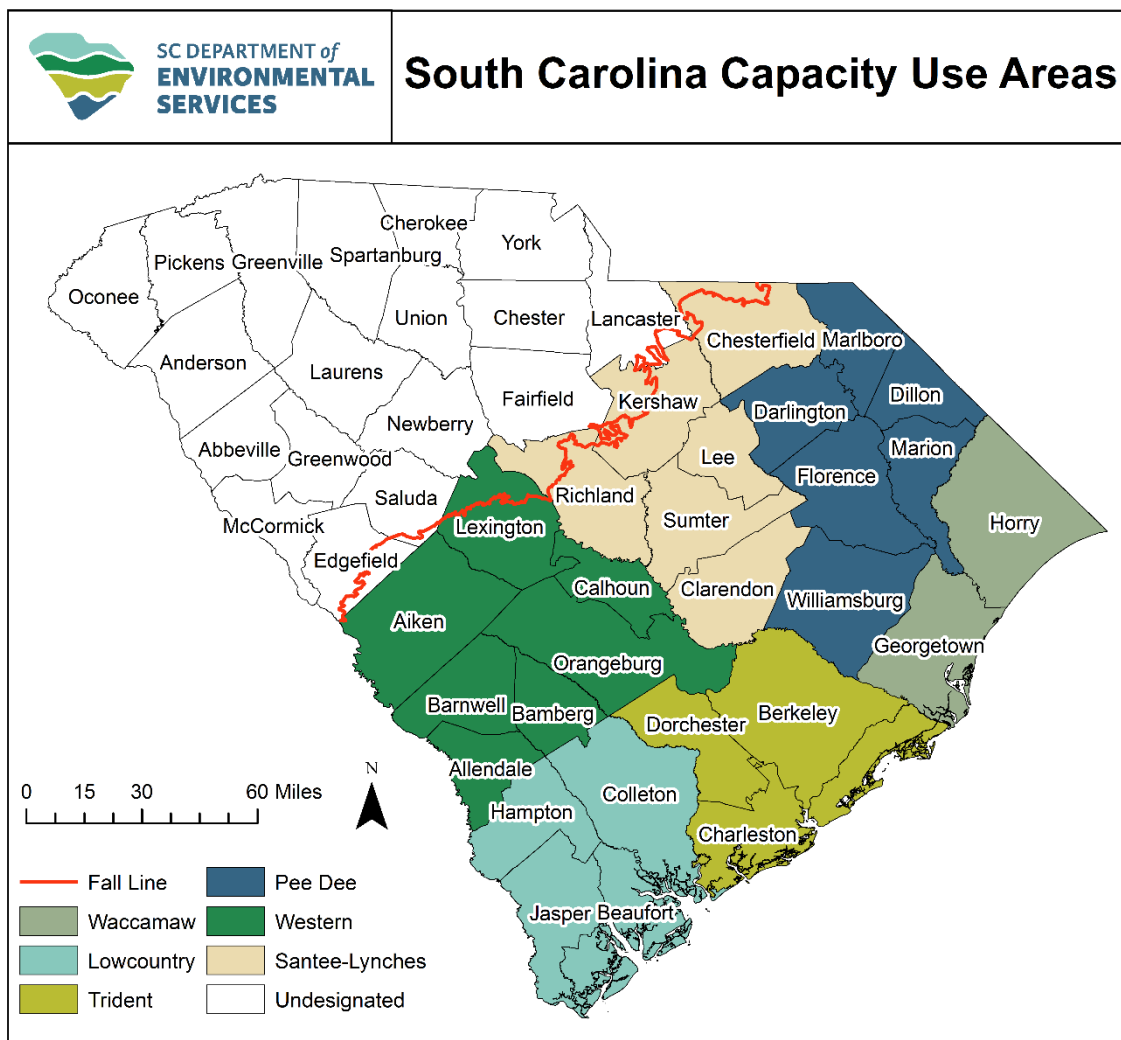 SC DEPARTMENT of
ENVIRONMENTAL
SERVICES
South Carolina Capacity Use Areas
Cherokee
York
Spartanburg
Pickens
Greenville
Oconee
Union
Chester
Lancaster
Chesterfield
Marlboro
Anderson
Laurens
Fairfield
Kershaw
Dillon
Darlington
Newberry
Abbeville
Greenwood
Lee
Marion
Florence
Saluda
Richland
McCormick
Lexington
Sumter
Horry
Edgefield
Calhoun
Clarendon
Williamsburg
Aiken
Georgetown
Orangeburg
Barnwell
Bamberg
Dorchester
Berkeley
Allendale
Colleton
Hampton
Charleston
Jasper
Beaufort
N
0 15 30 60 Miles
Fall Line
Pee Dee
Waccamaw
Western
Lowcountry
Santee-Lynches
Trident
Undesignated